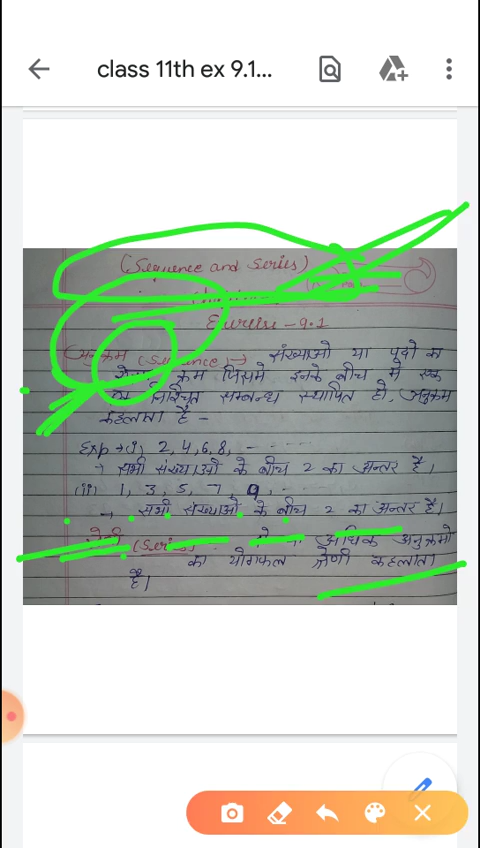 class 11th ex 9.1...
(Sequence and Series)
Exercise - 9.1
अनुक्रम (Sequence) → संख्याओ या पदो का
क्रम जिसमे इनके बीच मे एक
निश्चित सम्बन्ध स्थापित हो, अनुक्रम
कहलाता है -
Exp → (i) 2, 4, 6, 8, - - - -
→ सभी संख्याओ के बीच 2 का अन्तर है।
(ii) 1, 3, 5, 7, 9, - - - -
→ सभी संख्याओ के बीच 2 का अन्तर है।
(Series) अधिक अनुक्रमो
का योगफल श्रेणी कहलाता
है।